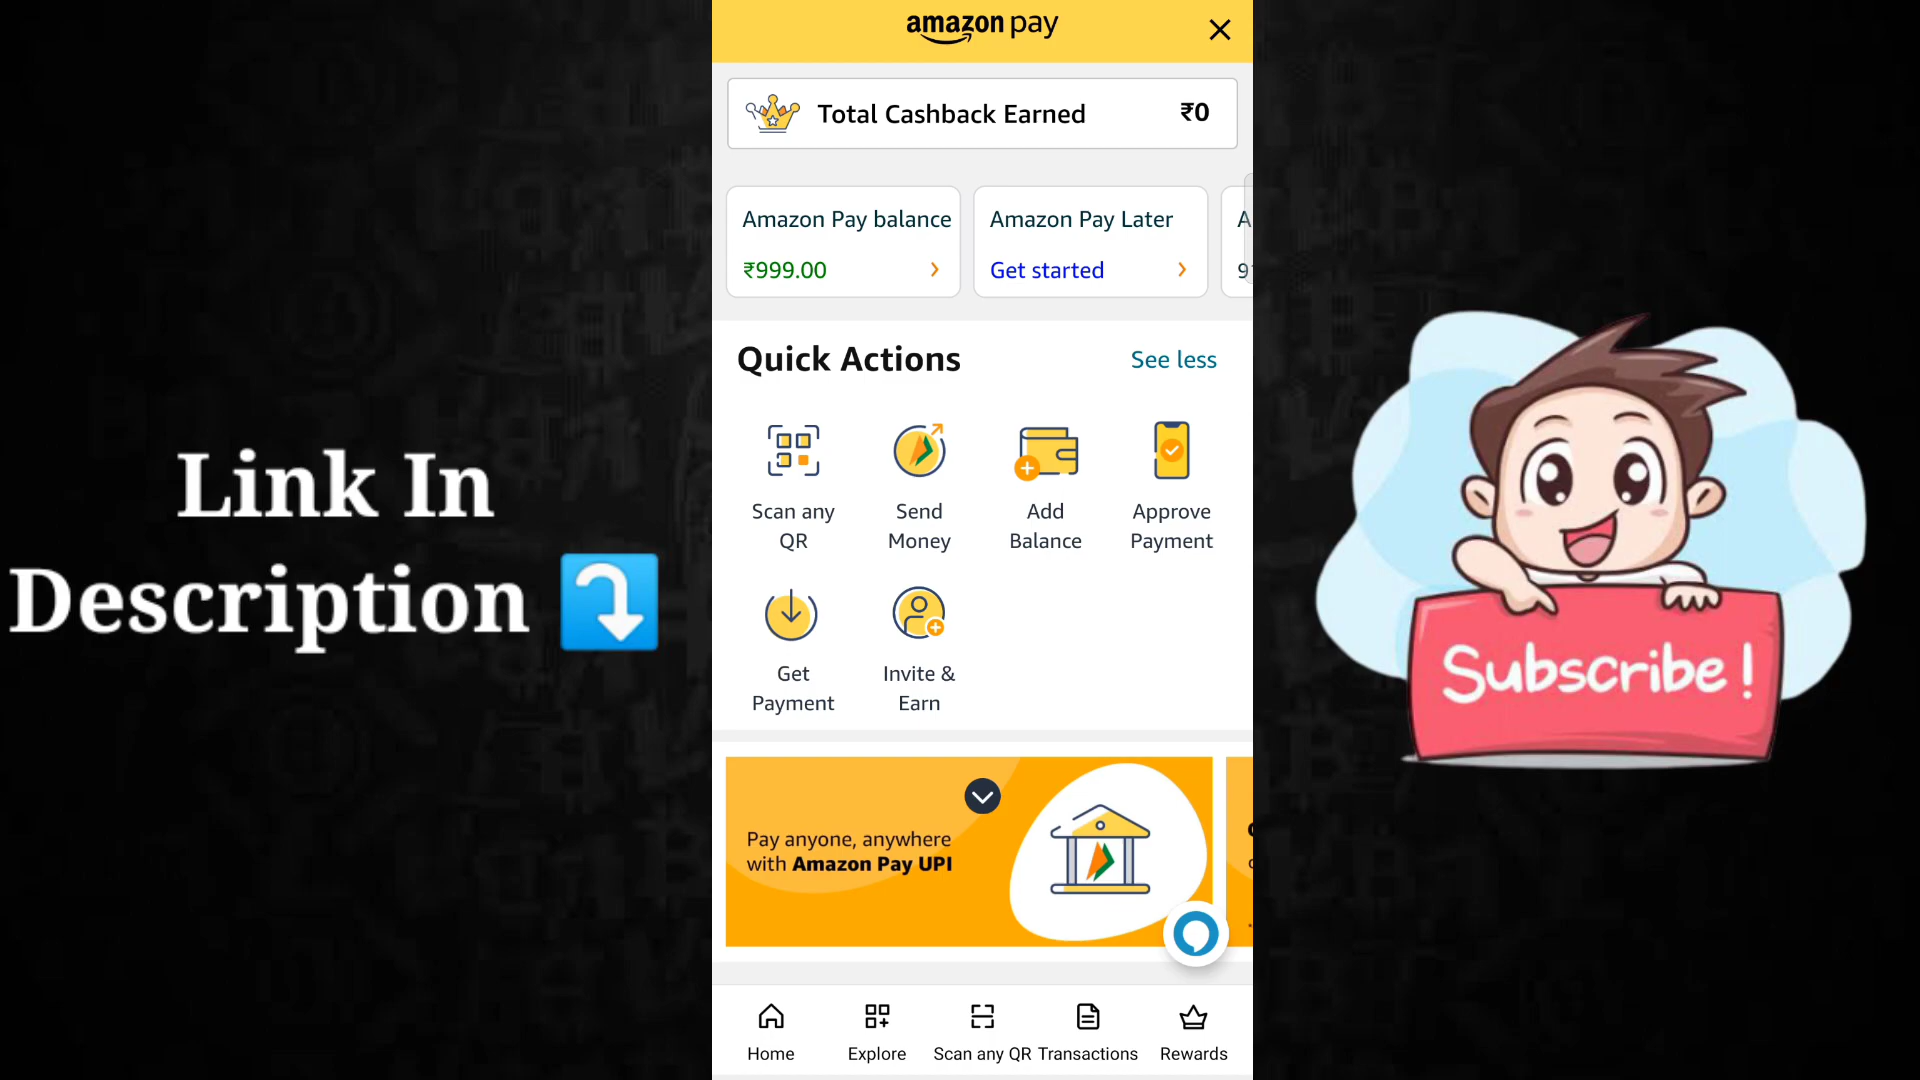 Link In
Description
amazon pay
Total Cashback Earned ₹0
Amazon Pay balance
₹999.00
Amazon Pay Later
Get started
A
9
Quick Actions
See less
Scan any
QR
Send
Money
Add
Balance
Approve
Payment
Get
Payment
Invite &
Earn
Pay anyone, anywhere
with Amazon Pay UPI
Home
Explore
Scan any QR
Transactions
Rewards
Subscribe!